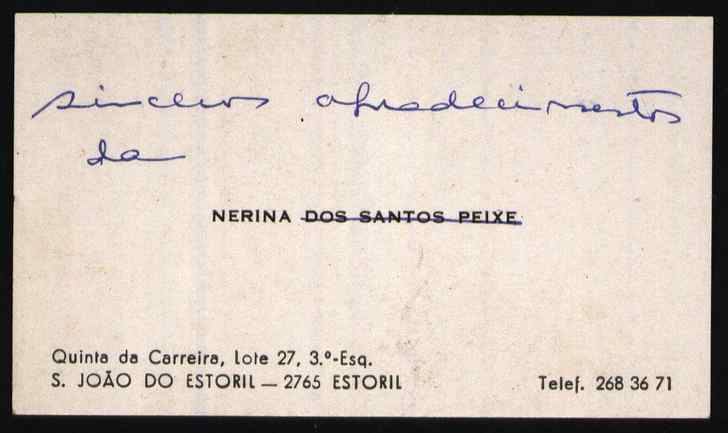 sinceros agradecimentos
da
NERINA DOS SANTOS PEIXE
Quinta da Carreira, lote 27, 3.º-Esq.
S. JOÃO DO ESTORIL — 2765 ESTORIL
Telef. 268 36 71